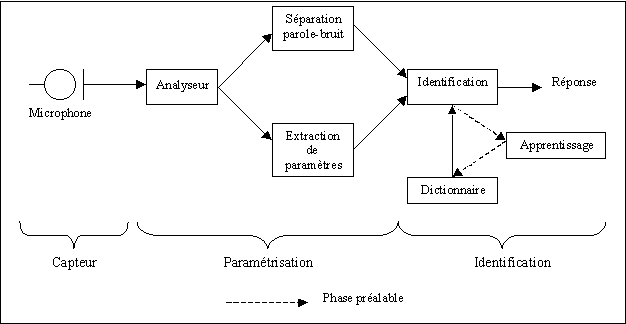 Séparation
parole-bruit
Microphone
Analyseur
Identification
Réponse
Extraction
de
paramètres
Apprentissage
Dictionnaire
Capteur
Paramétrisation
Identification
Phase préalable